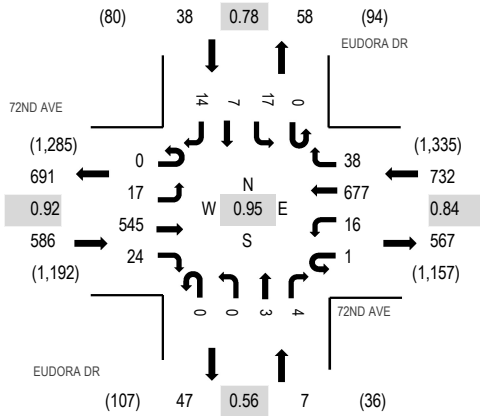 (80) 38 0.78 58 (94)
EUDORA DR
14 7 17 0
72ND AVE
(1,285)
691
0.92
586
(1,192)
0
17
545
24
N
W 0.95 E
S
38
677
16
1
(1,335)
732
0.84
567
(1,157)
0 0 3 4
72ND AVE
EUDORA DR
(107) 47 0.56 7 (36)